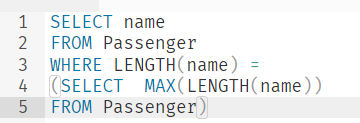 1 SELECT name
2 FROM Passenger
3 WHERE LENGTH(name) =
4 (SELECT  MAX(LENGTH(name))
5 FROM Passenger)